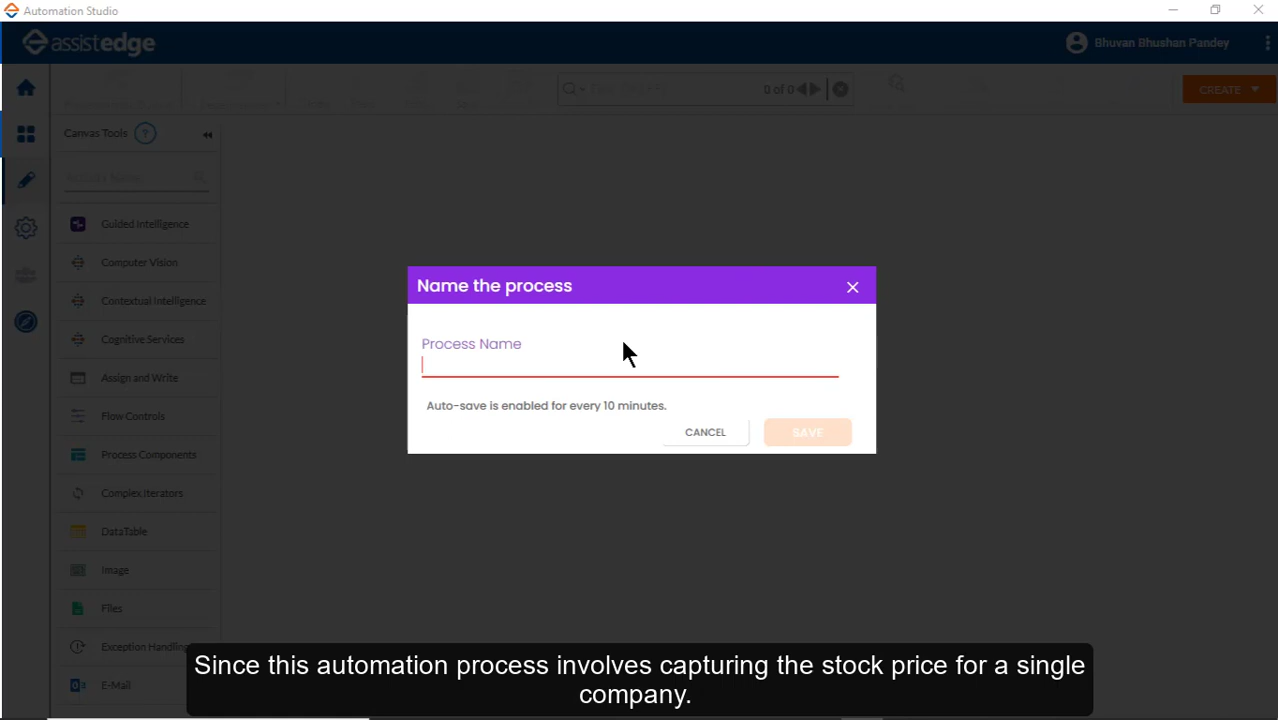 Automation Studio
assistedge
Bhuvan Bhushan Pandey
0 of 0
CREATE
Canvas Tools ?
Guided Intelligence
Computer Vision
Contextual Intelligence
Cognitive Services
Assign and Write
Flow Controls
Process Components
Complex Iterators
DataTable
Image
Files
Exception Handling
E-Mail
Name the process
Process Name
Auto-save is enabled for every 10 minutes.
CANCEL
SAVE
Since this automation process involves capturing the stock price for a single
company.